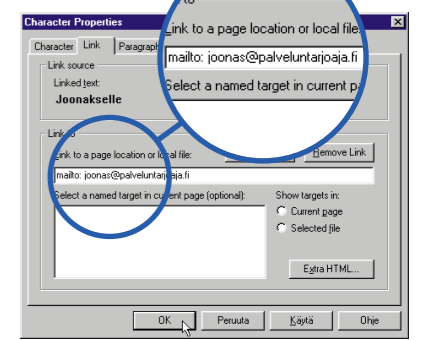 Character Properties
Character Link Paragraph
Link source
Linked text:
Joonakselle
Link to a page location or local file:
mailto: joonas@palveluntarjoaja.fi
Select a named target in current pa
Link to
Link to a page location or local file:
Remove Link
mailto: joonas@palveluntarjoaja.fi
Select a named target in current page (optional):
Show targets in:
Current page
Selected file
Extra HTML...
OK Peruuta Käytä Ohje